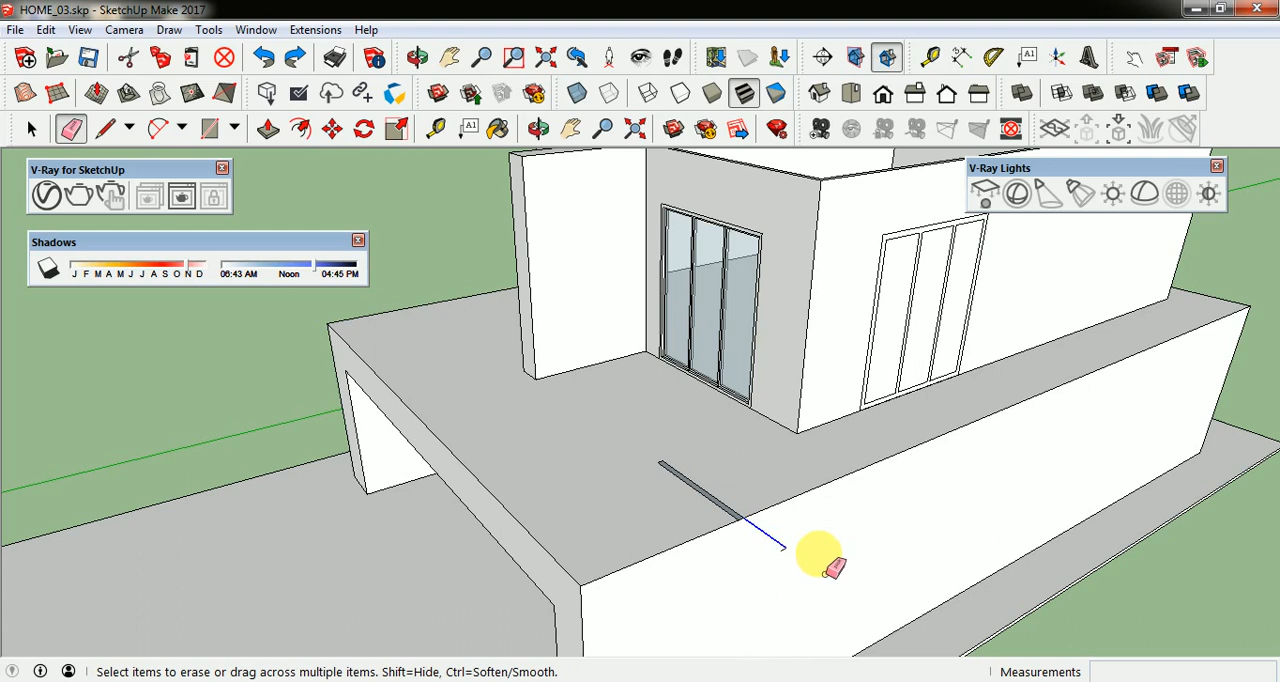 HOME_03.skp - SketchUp Make 2017
File Edit View Camera Draw Tools Window Extensions Help
A1
A1
V-Ray for SketchUp
V-Ray Lights
Shadows
J F M A M J J A S O N D
06:43 AM Noon 04:45 PM
Select items to erase or drag across multiple items. Shift=Hide, Ctrl=Soften/Smooth.
Measurements